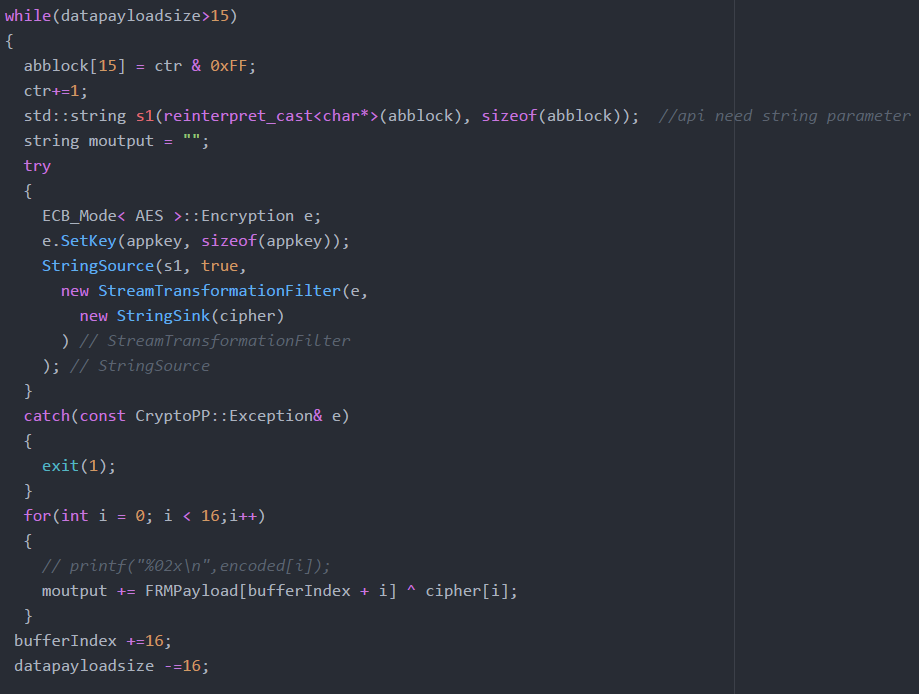 while(datapayloadsize>15)
{
  abblock[15] = ctr & 0xFF;
  ctr+=1;
  std::string s1(reinterpret_cast<char*>(abblock), sizeof(abblock));  //api need string parameter
  string moutput = "";
  try
  {
    ECB_Mode< AES >::Encryption e;
    e.SetKey(appkey, sizeof(appkey));
    StringSource(s1, true,
      new StreamTransformationFilter(e,
        new StringSink(cipher)
      ) // StreamTransformationFilter
    ); // StringSource
  }
  catch(const CryptoPP::Exception& e)
  {
    exit(1);
  }
  for(int i = 0; i < 16;i++)
  {
    // printf("%02x\n",encoded[i]);
    moutput += FRMPayload[bufferIndex + i] ^ cipher[i];
  }
 bufferIndex +=16;
 datapayloadsize -=16;